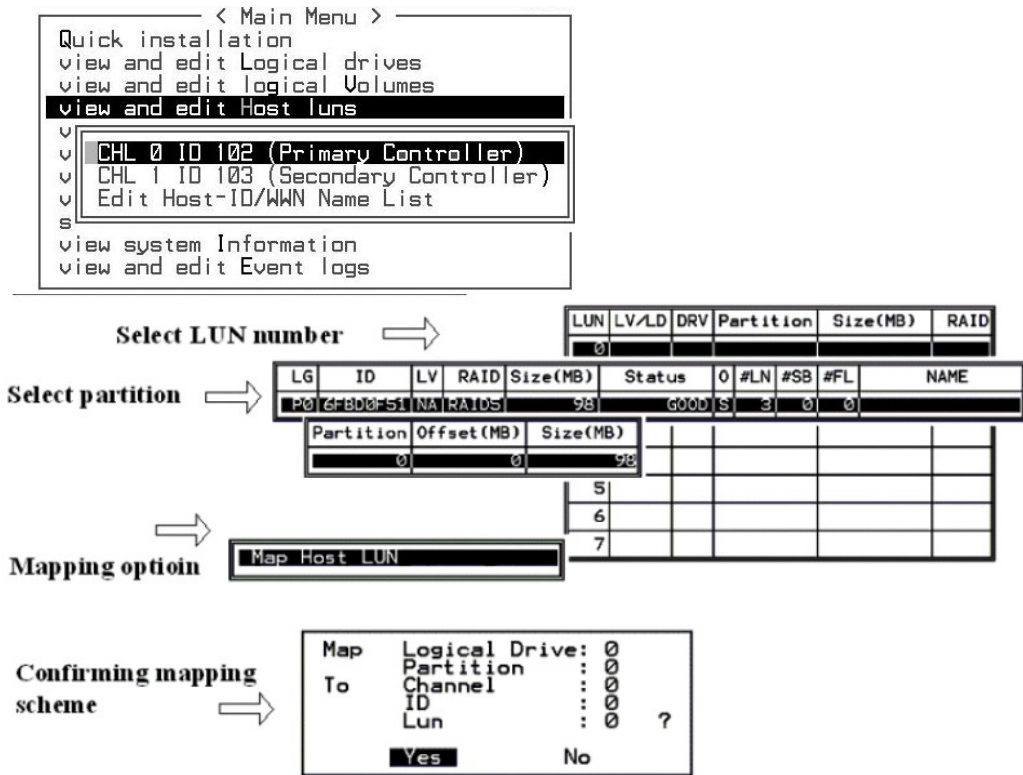 < Main Menu >
Quick installation
view and edit Logical drives
view and edit logical Volumes
view and edit Host luns
v
v CHL 0 ID 102 (Primary Controller)
v CHL 1 ID 103 (Secondary Controller)
v Edit Host-ID/WWN Name List
s
view system Information
view and edit Event logs
Select LUN number
LUN LV/LD DRV Partition Size(MB) RAID
0
Select partition
LG ID LV RAID Size(MB) Status O #LN #SB #FL NAME
P0 6FBD0F51 NA RAID5 98 GOOD S 3 0 0
Partition Offset(MB) Size(MB)
0 0 98
5
6
7
Mapping optioin
Map Host LUN
Confirming mapping scheme
Map Logical Drive: 0
Partition : 0
To Channel : 0
ID : 0
Lun : 0 ?
Yes No